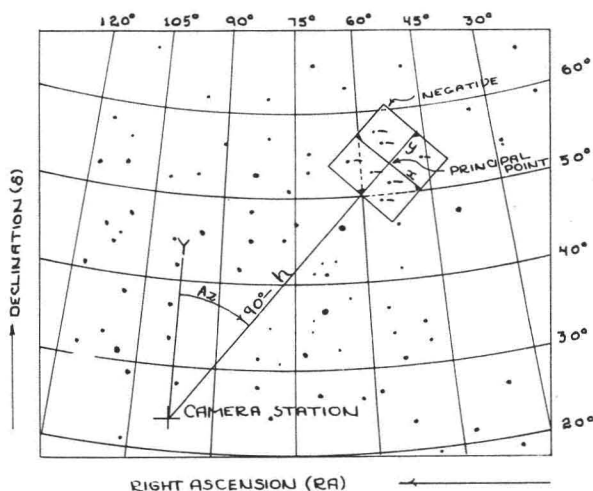 120° 105° 90° 75° 60° 45° 30°
60°
NEGATIVE
y
PRINCIPAL
POINT
x
50°
40°
Y
Az
90°-h
30°
CAMERA STATION
20°
DECLINATION (δ)
RIGHT ASCENSION (RA)